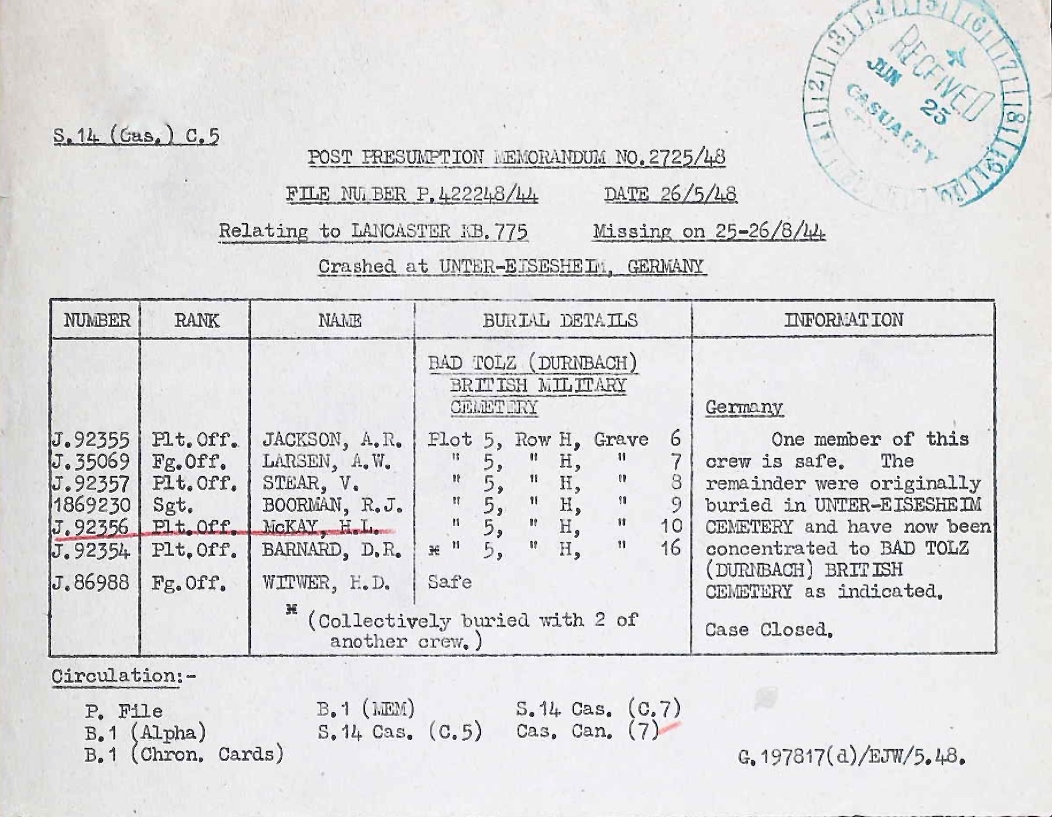 RECEIVED
JUN 25
CASUALTY
S.14 (Cas.) C.5
POST PRESUMPTION MEMORANDUM NO.2725/48
FILE NUMBER P.422248/44 DATE 26/5/48
Relating to LANCASTER KB.775 Missing on 25-26/8/44
Crashed at UNTER-EISESHEIM, GERMANY
NUMBER RANK NAME BURIAL DETAILS INFORMATION
BAD TOLZ (DURNBACH)
BRITISH MILITARY
CEMETERY Germany
J.92355 Plt.Off. JACKSON, A.R. Plot 5, Row H, Grave 6 One member of this
J.35069 Fg.Off. LARSEN, A.W. " 5, " H, " 7 crew is safe. The
J.92357 Plt.Off. STEAR, V. " 5, " H, " 8 remainder were originally
1869230 Sgt. BOORMAN, R.J. " 5, " H, " 9 buried in UNTER-EISESHEIM
J.92356 Plt.Off. McKAY, H.L. " 5, " H, " 10 CEMETERY and have now been
J.92354 Plt.Off. BARNARD, D.R. * " 5, " H, " 16 concentrated to BAD TOLZ
(DURNBACH) BRITISH
J.86988 Fg.Off. WITWER, H.D. Safe CEMETERY as indicated.
* (Collectively buried with 2 of
another crew.) Case Closed.
Circulation:-
P. File B.1 (MEM) S.14 Cas. (C.7)
B.1 (Alpha) S.14 Cas. (C.5) Cas. Can. (7)
B.1 (Chron. Cards) G.197817(d)/EJW/5.48.